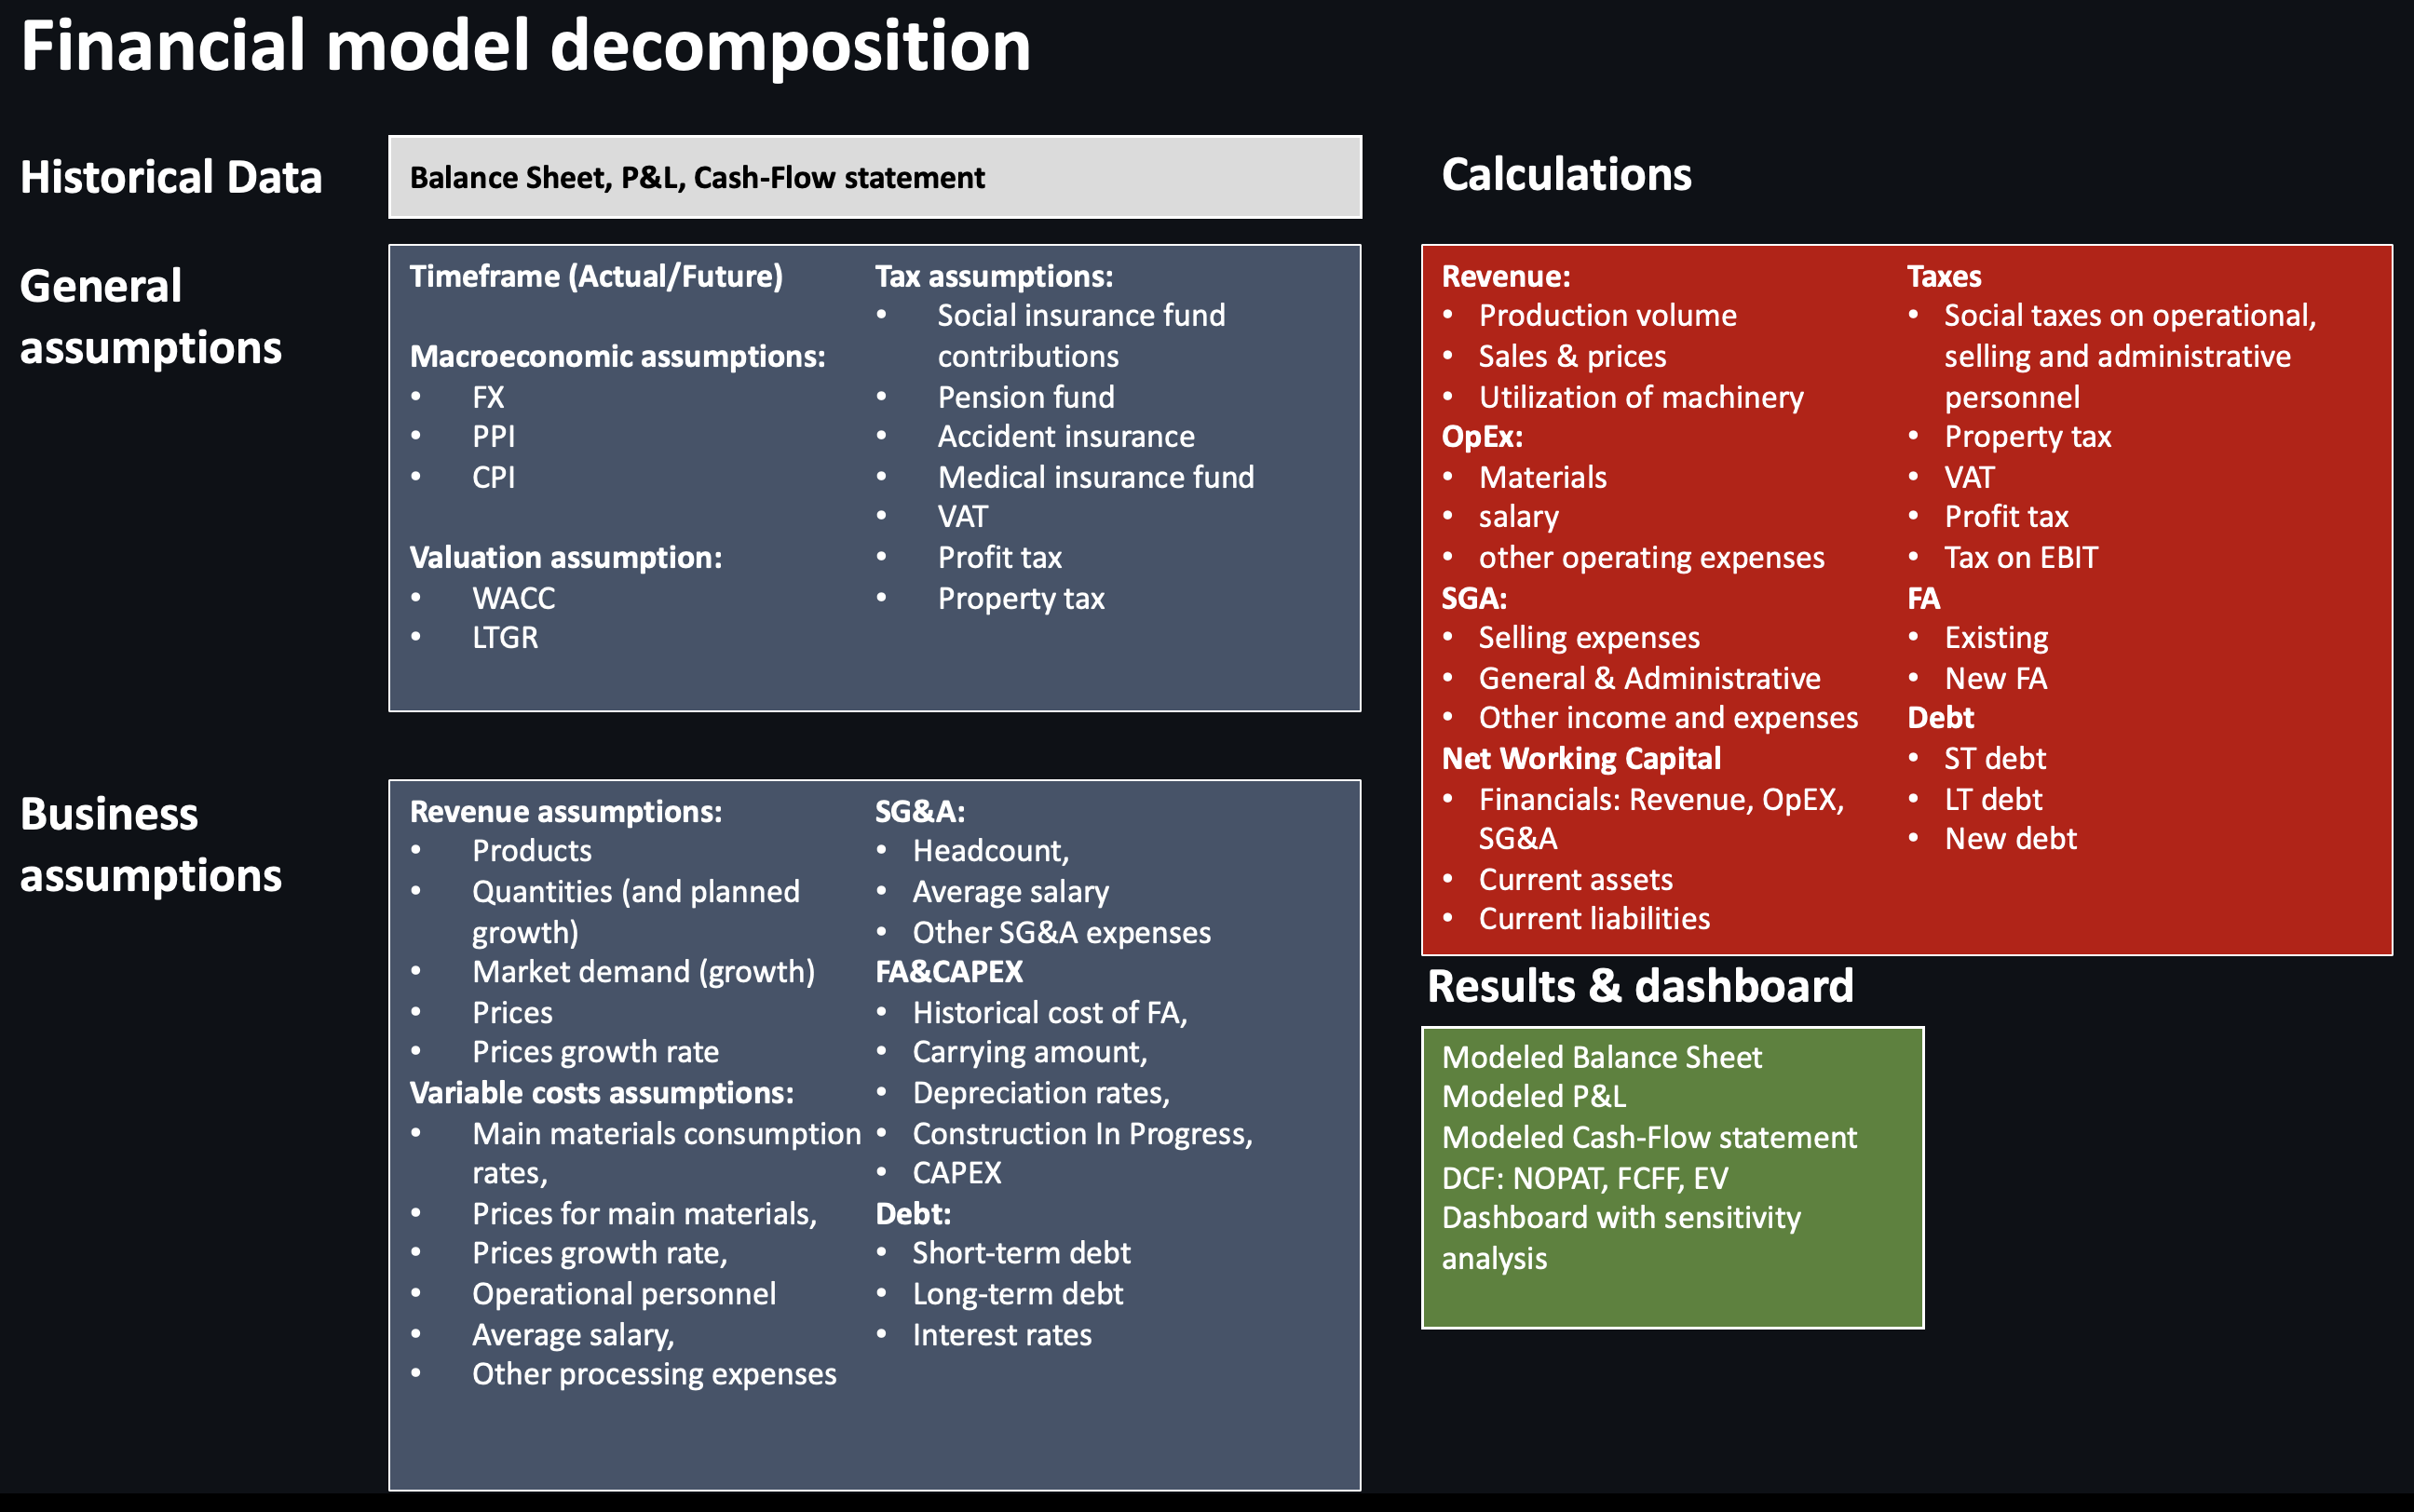 Financial model decomposition
Historical Data
Balance Sheet, P&L, Cash-Flow statement
General
assumptions
Timeframe (Actual/Future)
Macroeconomic assumptions:
• FX
• PPI
• CPI
Valuation assumption:
• WACC
• LTGR
Tax assumptions:
• Social insurance fund
contributions
• Pension fund
• Accident insurance
• Medical insurance fund
• VAT
• Profit tax
• Property tax
Business
assumptions
Revenue assumptions:
• Products
• Quantities (and planned
growth)
• Market demand (growth)
• Prices
• Prices growth rate
Variable costs assumptions:
• Main materials consumption
rates,
• Prices for main materials,
• Prices growth rate,
• Operational personnel
• Average salary,
• Other processing expenses
SG&A:
• Headcount,
• Average salary
• Other SG&A expenses
FA&CAPEX
• Historical cost of FA,
• Carrying amount,
• Depreciation rates,
• Construction In Progress,
• CAPEX
Debt:
• Short-term debt
• Long-term debt
• Interest rates
Calculations
Revenue:
• Production volume
• Sales & prices
• Utilization of machinery
OpEx:
• Materials
• salary
• other operating expenses
SGA:
• Selling expenses
• General & Administrative
• Other income and expenses
Net Working Capital
• Financials: Revenue, OpEX,
SG&A
• Current assets
• Current liabilities
Taxes
• Social taxes on operational,
selling and administrative
personnel
• Property tax
• VAT
• Profit tax
• Tax on EBIT
FA
• Existing
• New FA
Debt
• ST debt
• LT debt
• New debt
Results & dashboard
Modeled Balance Sheet
Modeled P&L
Modeled Cash-Flow statement
DCF: NOPAT, FCFF, EV
Dashboard with sensitivity
analysis